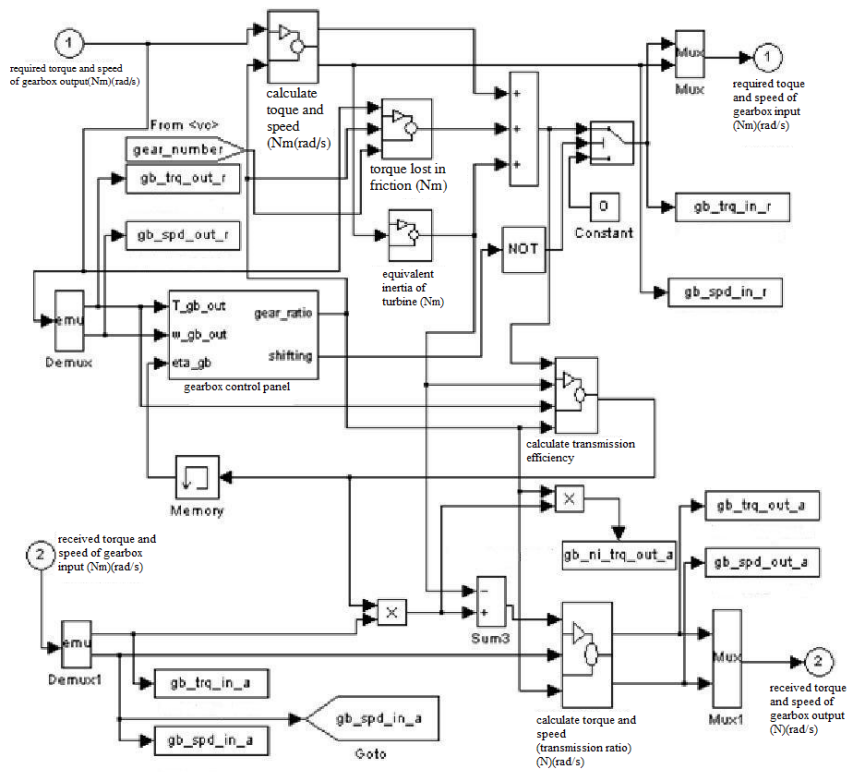 1
required torque and speed
of gearbox output(Nm)(rad/s)
calculate
toque and
speed
(Nm(rad/s)
From <vc>
gear_number
gb_trq_out_r
gb_spd_out_r
torque lost in
friction (Nm)
equivalent
inertia of
turbine (Nm)
+
+
+
NOT
0
Constant
Mux
Mux
1
required toque
and speed of
gearbox input
(Nm)(rad/s)
gb_trq_in_r
gb_spd_in_r
emu
Demux
T_gb_out
w_gb_out
eta_gb
gear_ratio
shifting
gearbox control panel
calculate transmission
efficiency
Memory
×
gb_ni_trq_out_a
gb_trq_out_a
gb_spd_out_a
2
received torque and
speed of gearbox
input (Nm)(rad/s)
emu
Demux1
×
−
+
Sum3
gb_trq_in_a
gb_spd_in_a
gb_spd_in_a
Goto
calculate torque and
speed
(transmission ratio)
(N)(rad/s)
Mux
Mux1
2
received torque
and speed of
gearbox output
(N)(rad/s)